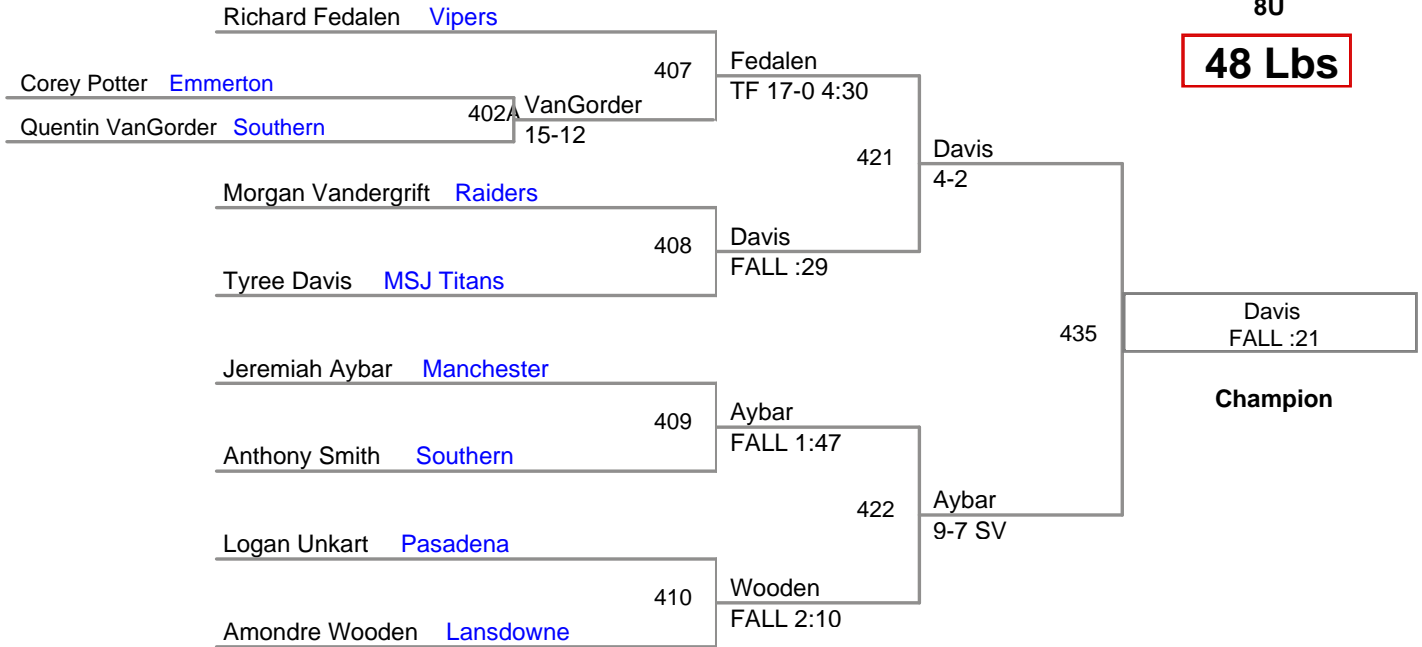 8U
48 Lbs
Richard Fedalen Vipers
407
Fedalen
TF 17-0 4:30
Corey Potter Emmerton
402A
VanGorder
15-12
Quentin VanGorder Southern
421
Davis
4-2
Morgan Vandergrift Raiders
408
Davis
FALL :29
Tyree Davis MSJ Titans
435
Davis
FALL :21
Champion
Jeremiah Aybar Manchester
409
Aybar
FALL 1:47
Anthony Smith Southern
422
Aybar
9-7 SV
Logan Unkart Pasadena
410
Wooden
FALL 2:10
Amondre Wooden Lansdowne